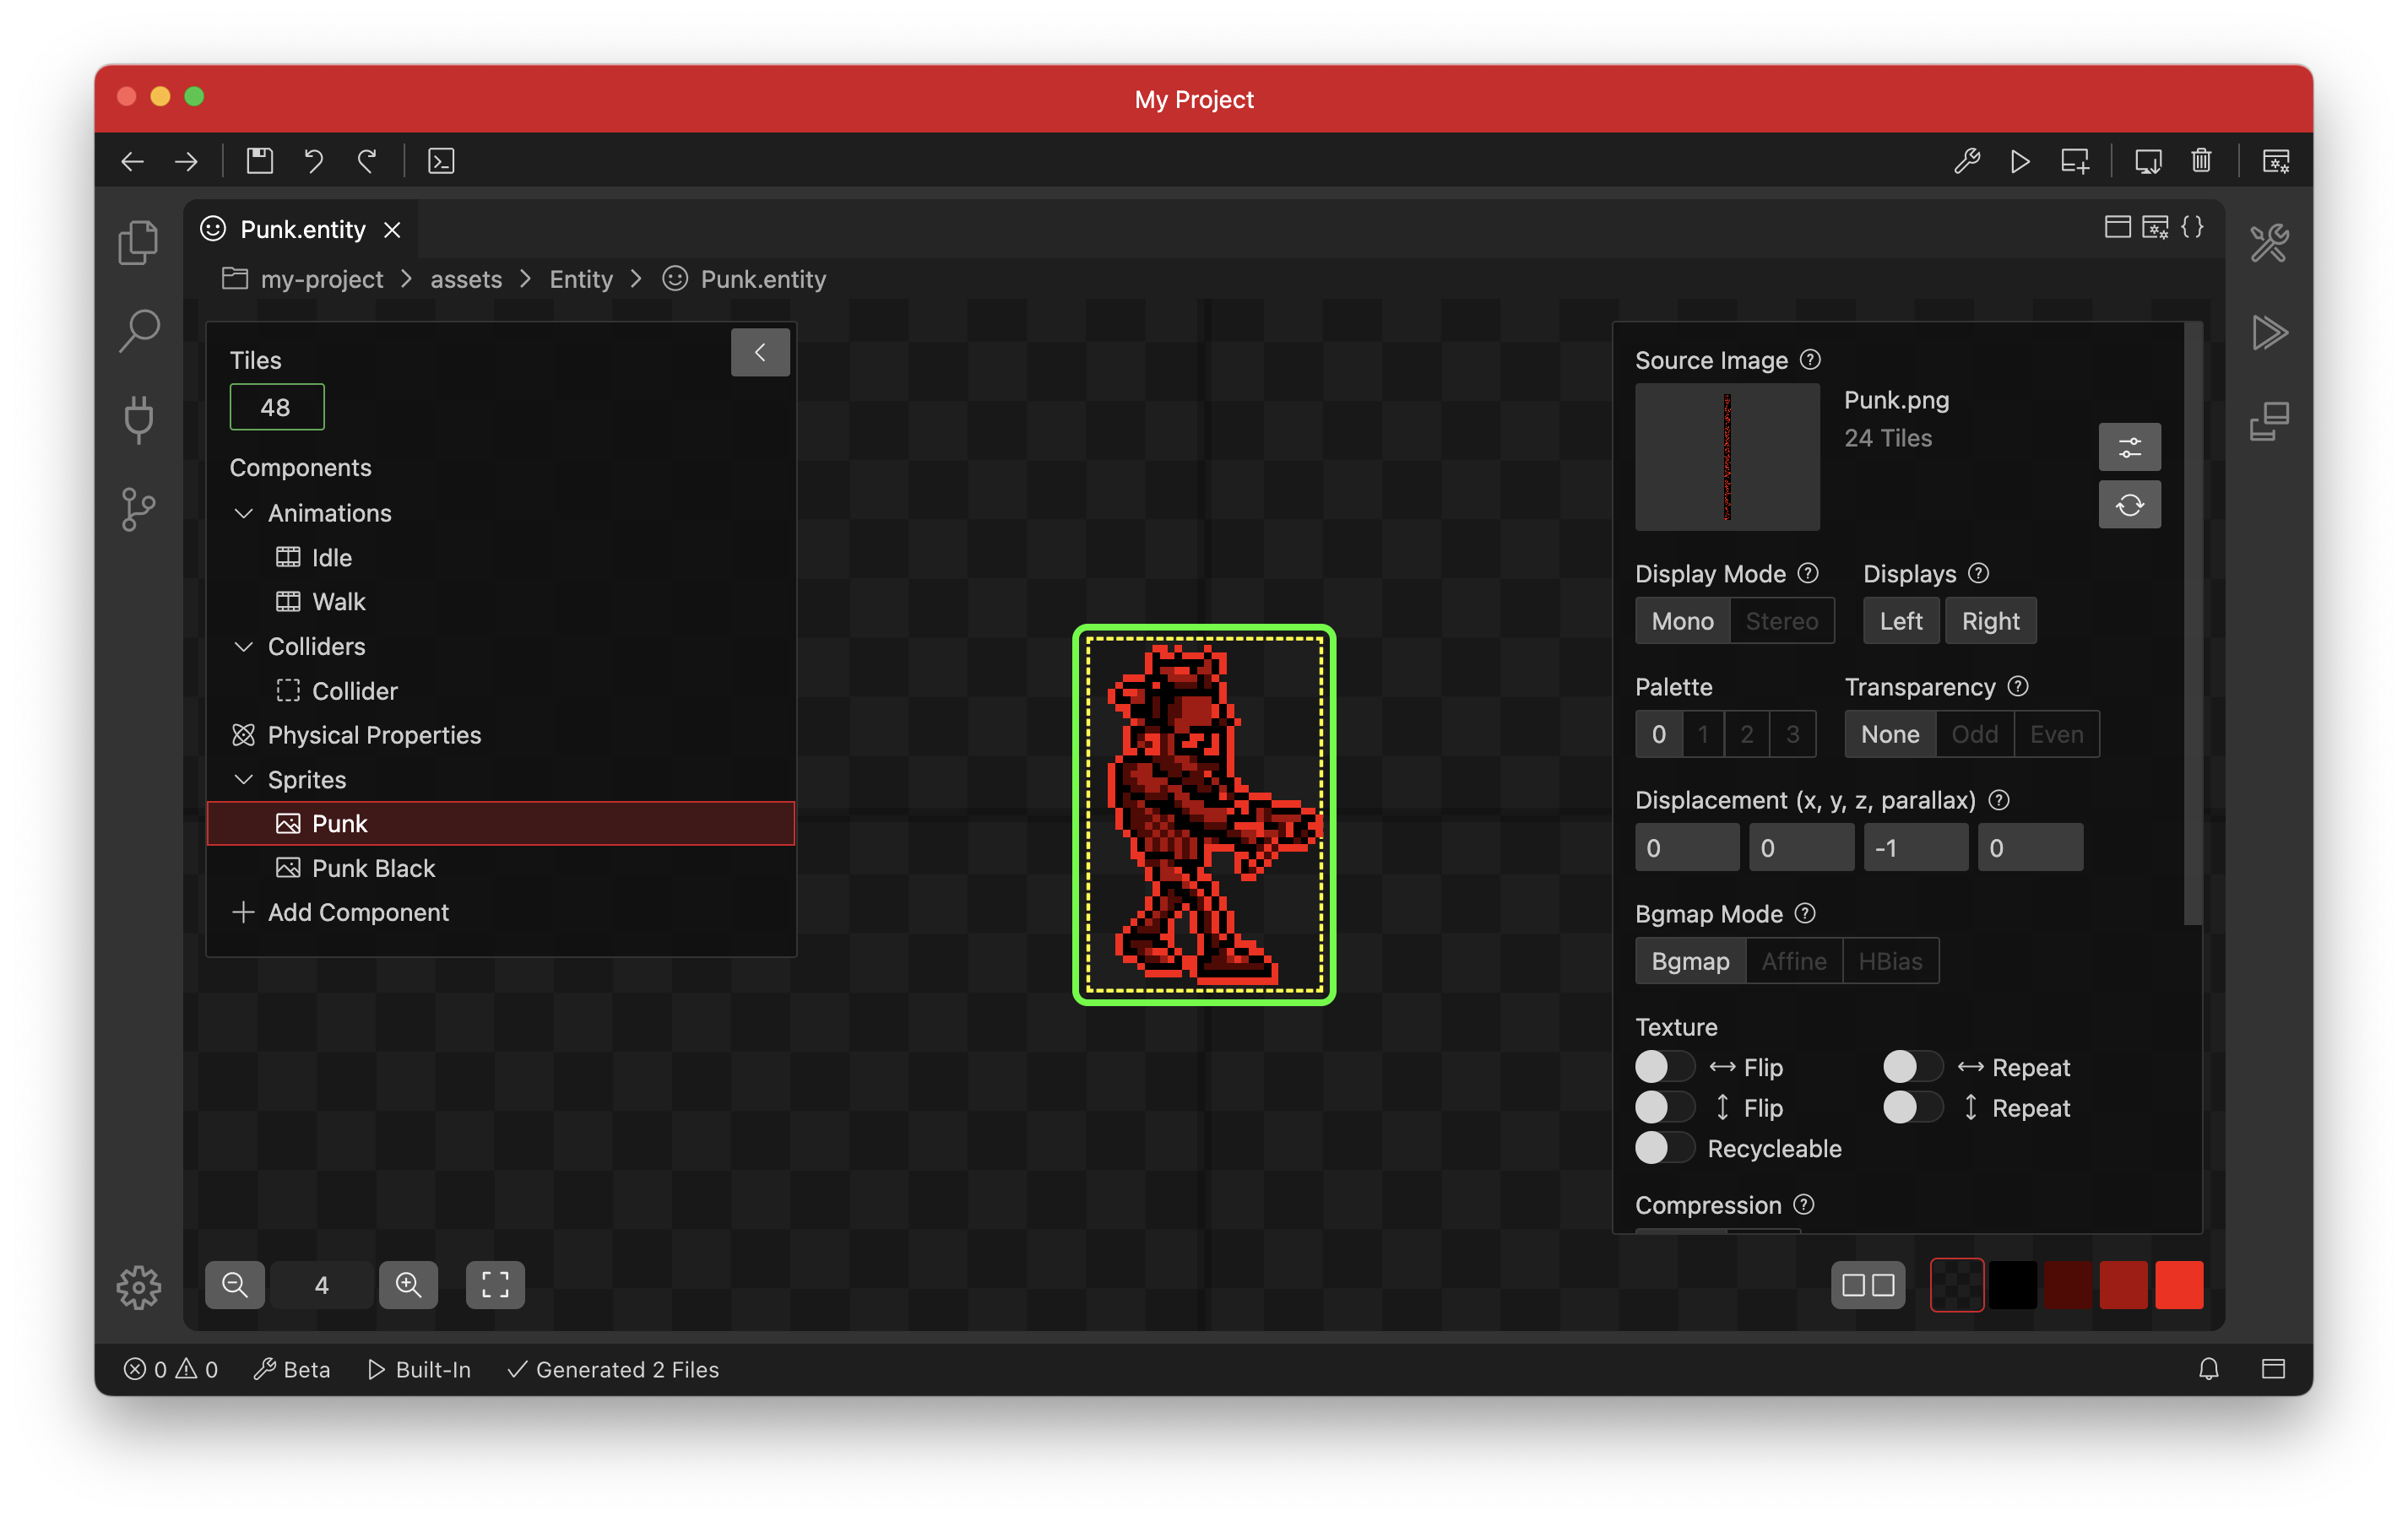 My Project
Punk.entity
my-project > assets > Entity > Punk.entity
Tiles
48
Components
Animations
Idle
Walk
Colliders
Collider
Physical Properties
Sprites
Punk
Punk Black
Add Component
4
Source Image
Punk.png
24 Tiles
Display Mode Displays
Mono Stereo Left Right
Palette Transparency
0 1 2 3 None Odd Even
Displacement (x, y, z, parallax)
0 0 -1 0
Bgmap Mode
Bgmap Affine HBias
Texture
Flip Repeat
Flip Repeat
Recycleable
Compression
0 0 Beta Built-In Generated 2 Files